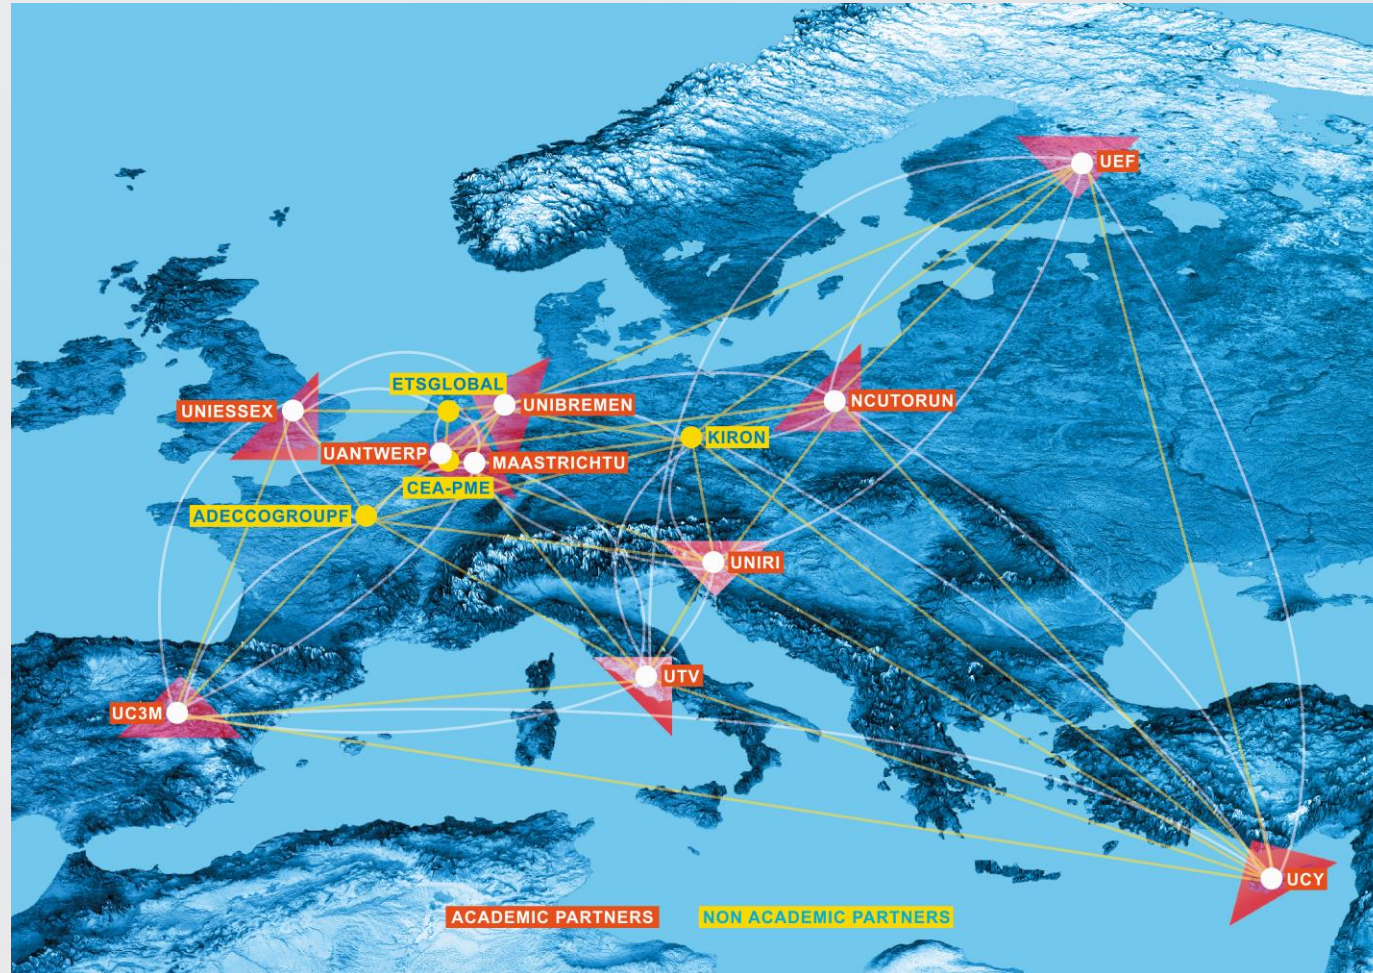 UEF
ETSGLOBAL
UNIESSEX
UNIBREMEN
NCUTORUN
KIRON
UANTWERP
MAASTRICHTU
CEA-PME
ADECCOGROUPF
UNIRI
UTV
UC3M
UCY
ACADEMIC PARTNERS
NON ACADEMIC PARTNERS